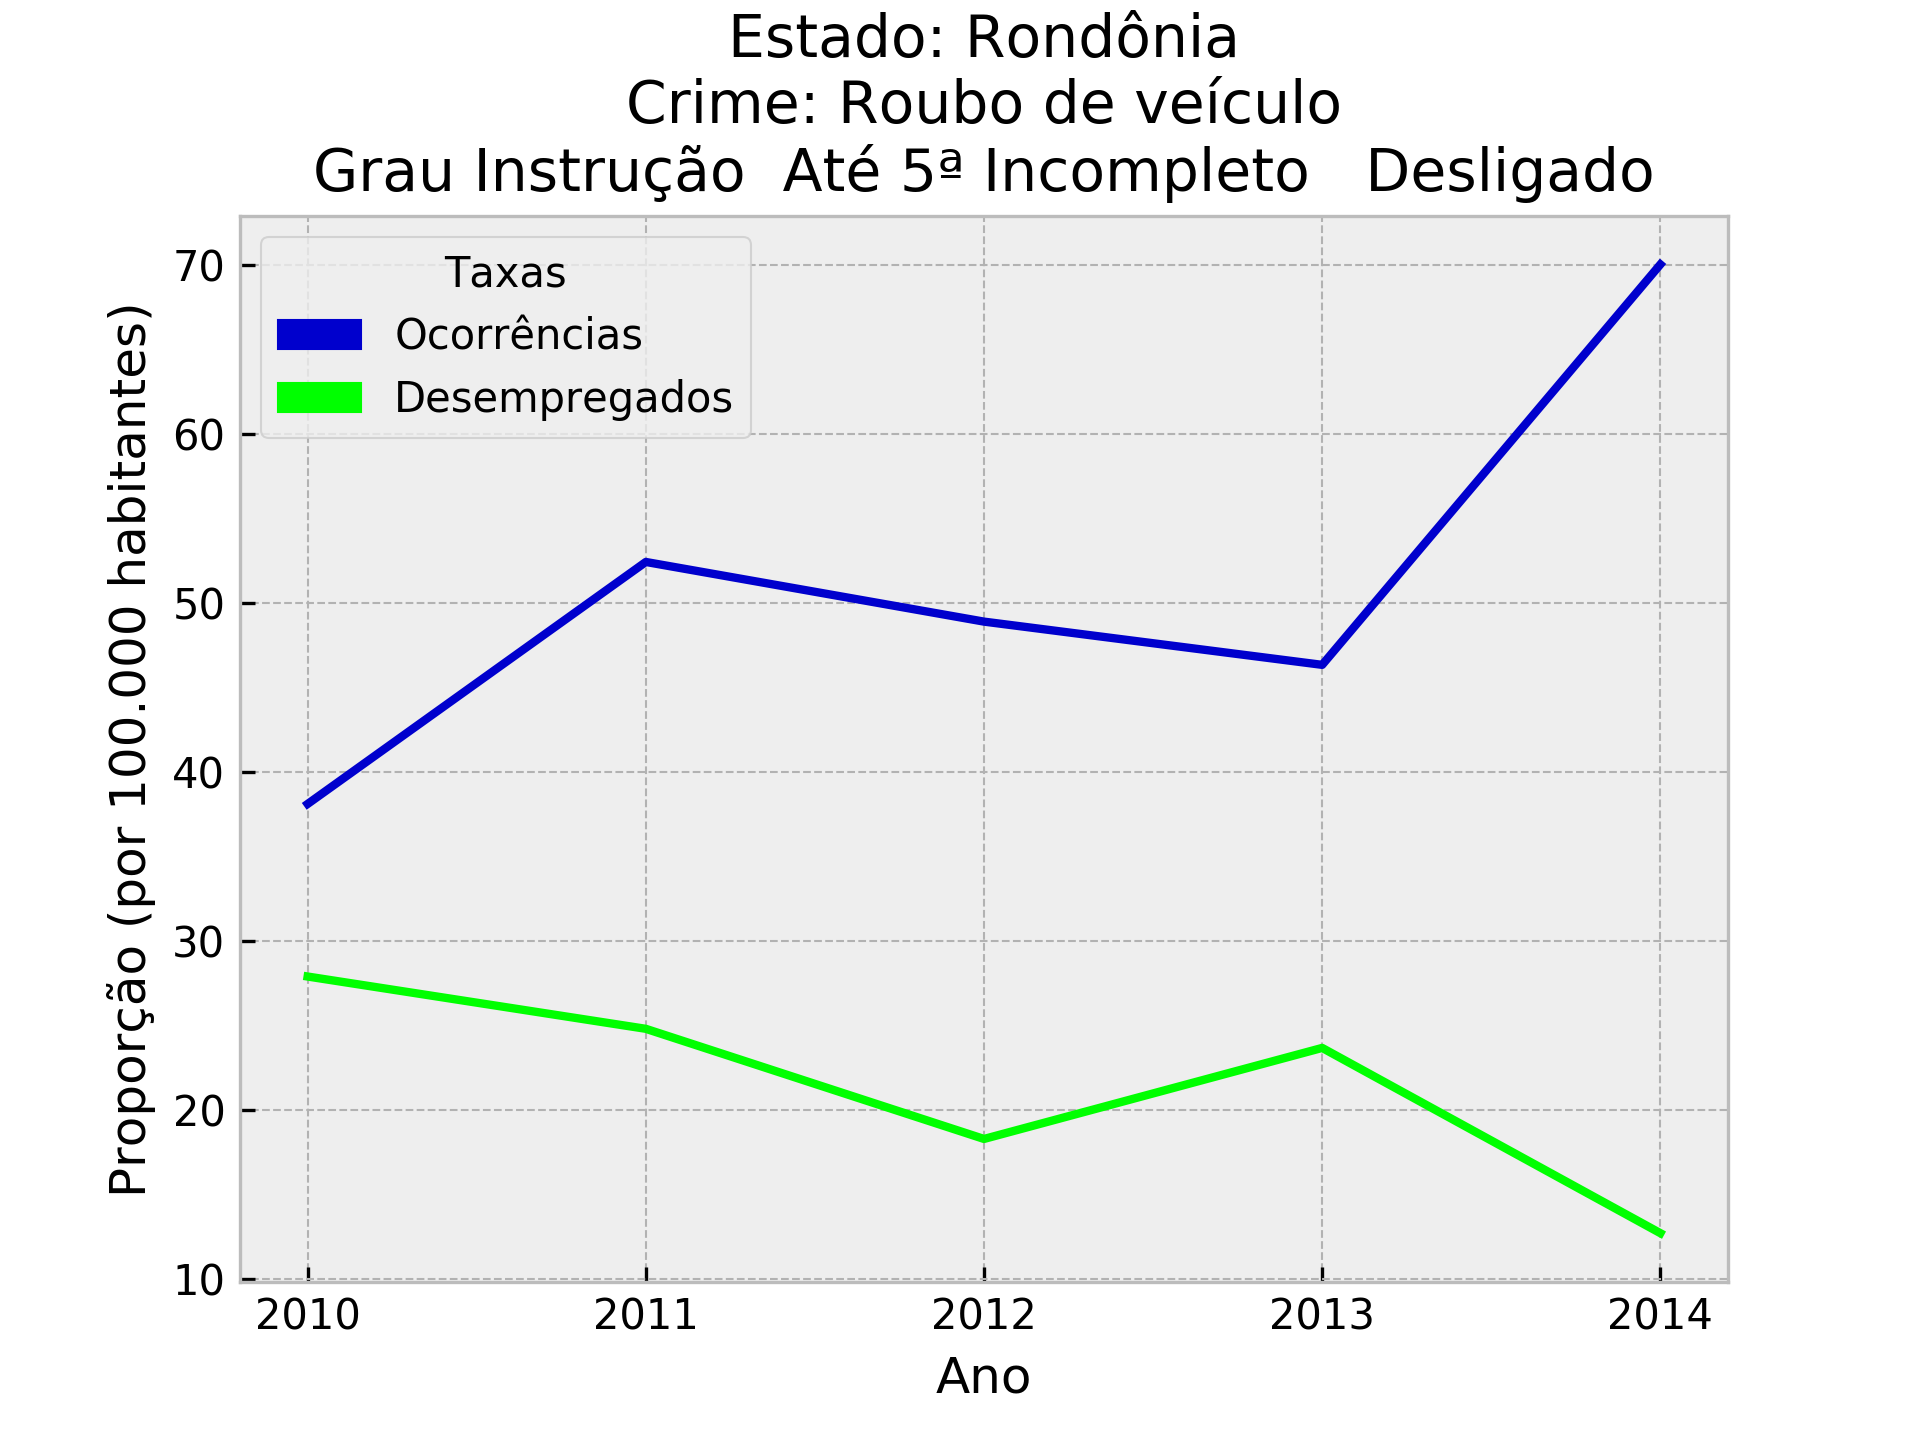 Estado: Rondônia
Crime: Roubo de veículo
Grau Instrução  Até 5ª Incompleto   Desligado
Taxas
Ocorrências
Desempregados
Proporção (por 100.000 habitantes)
70
60
50
40
30
20
10
2010 2011 2012 2013 2014
Ano